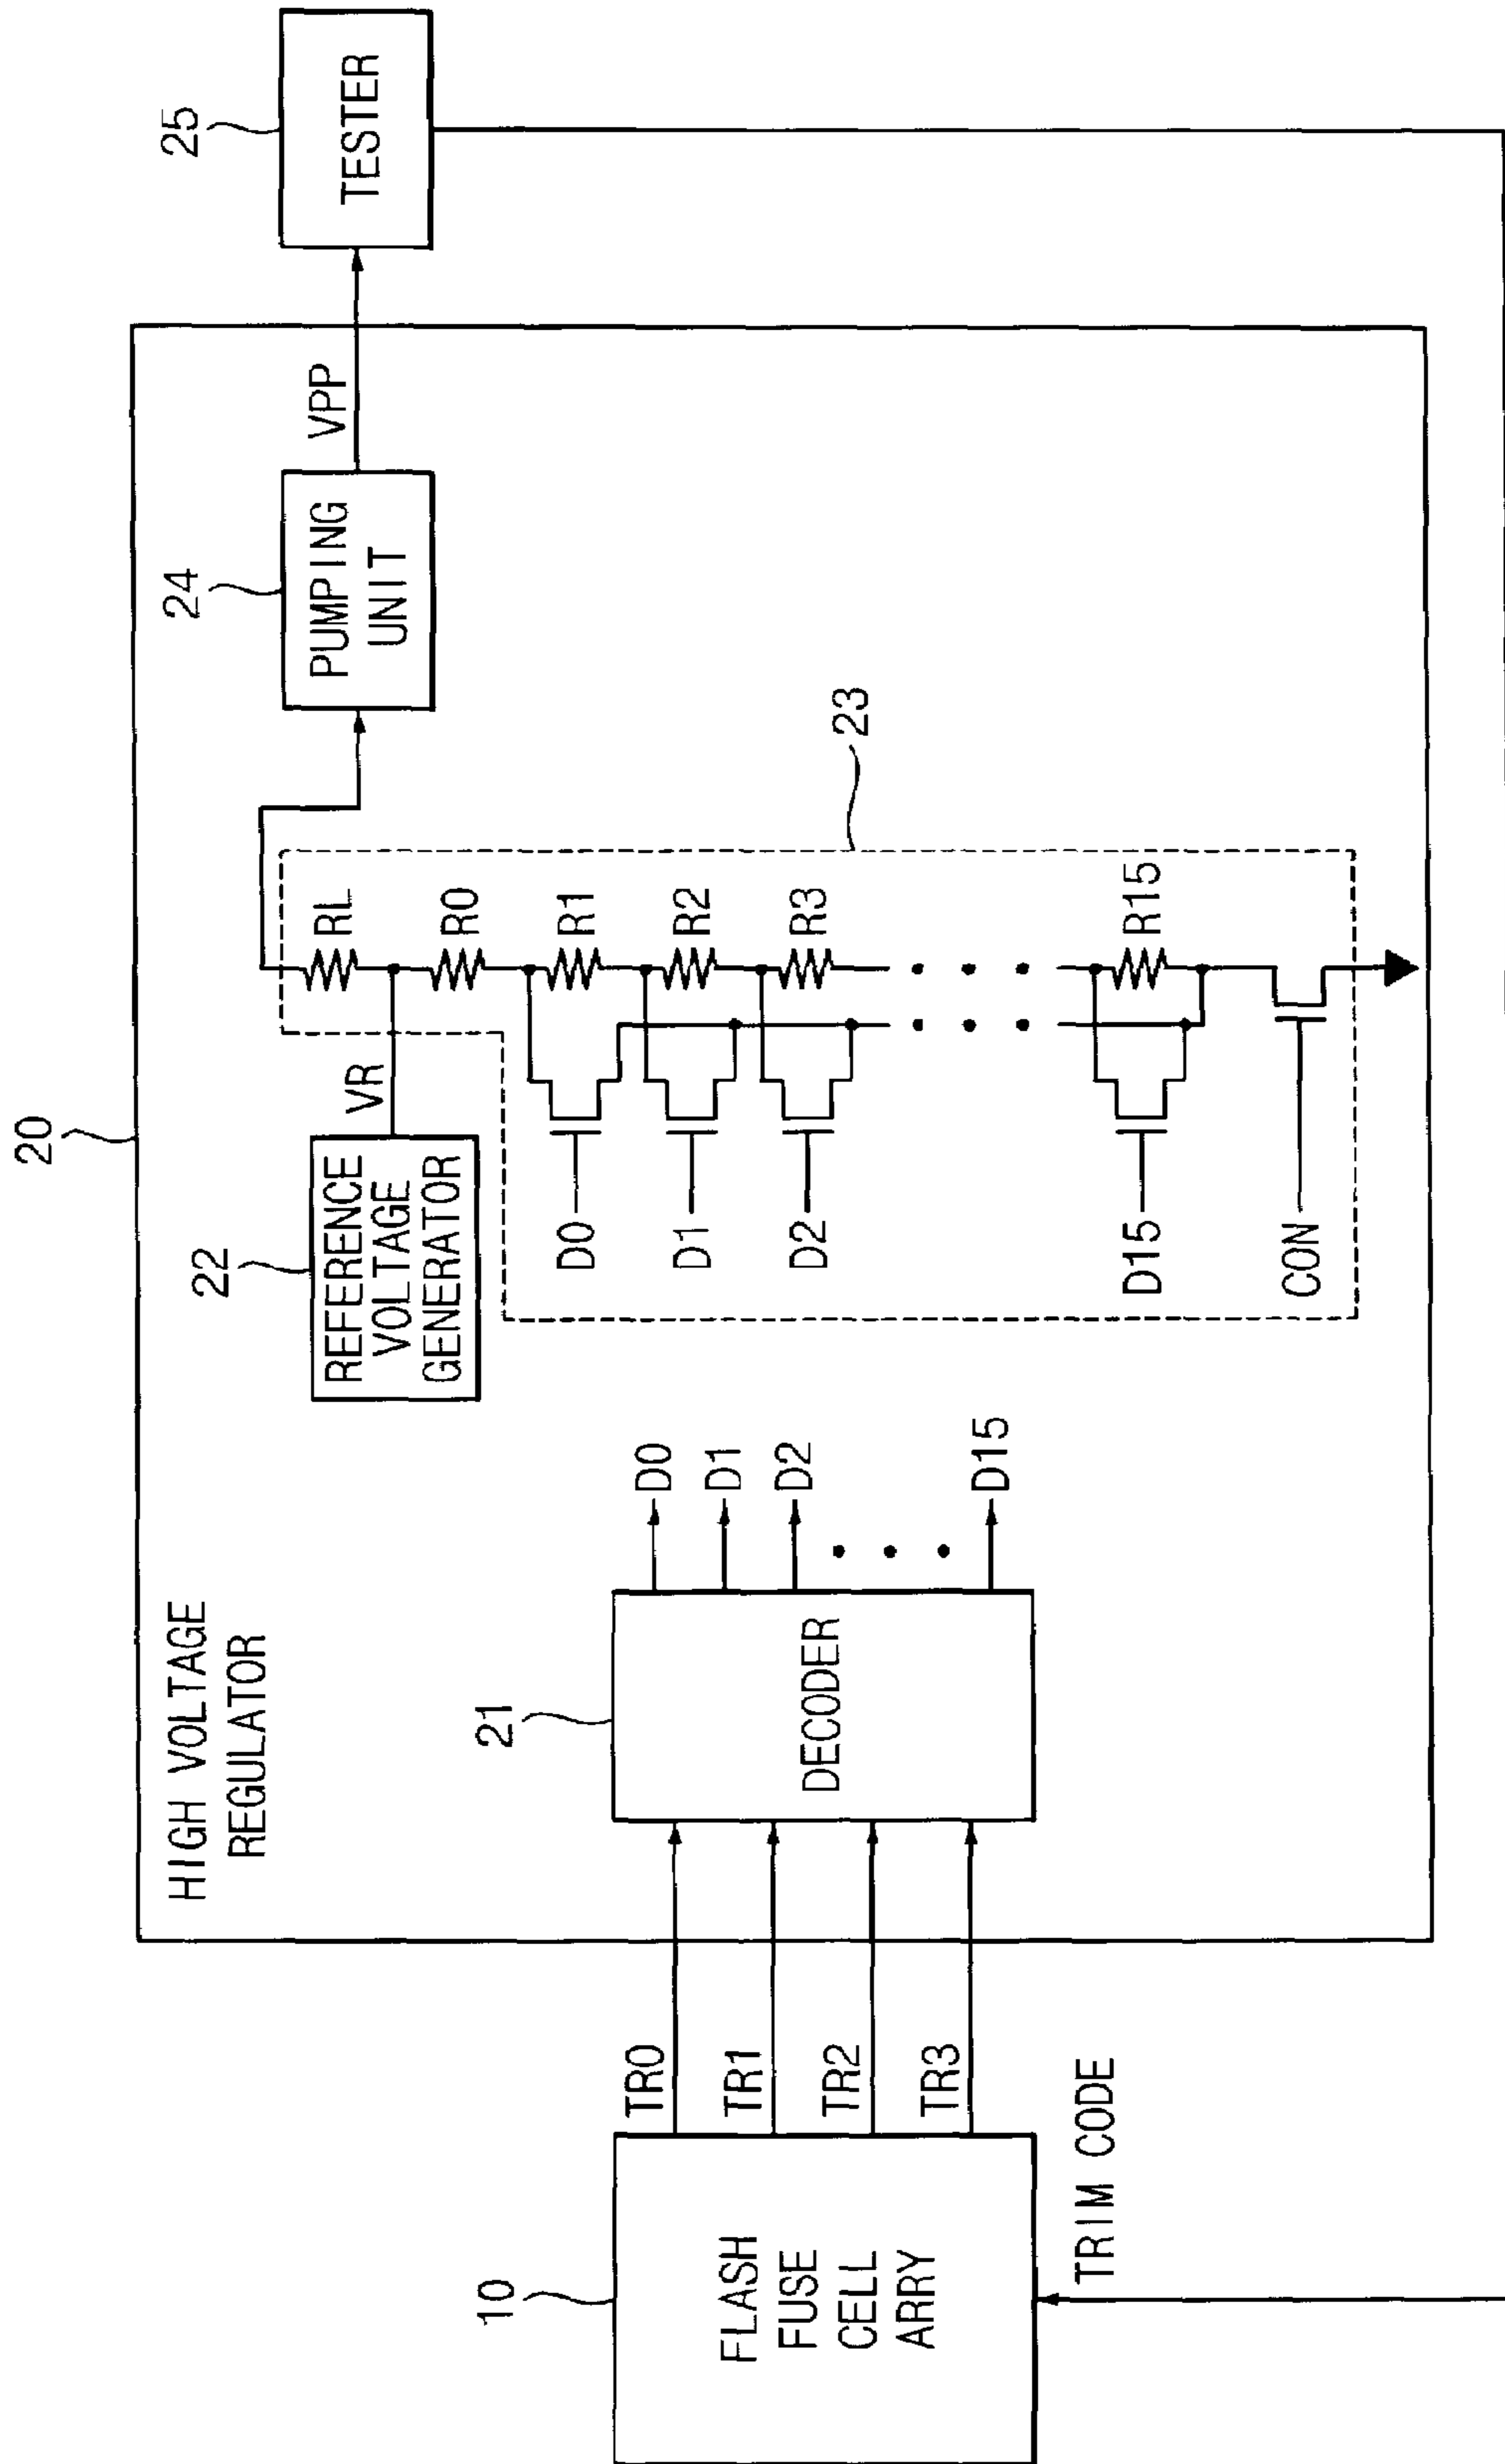 20
HIGH VOLTAGE
REGULATOR
22
REFERENCE
VOLTAGE
GENERATOR
VR
24
PUMPING
UNIT
VPP
25
TESTER
RL
R0
R1
R2
R3
R15
23
D0
D1
D2
D15
CON
10
FLASH
FUSE
CELL
ARRY
TR0
TR1
TR2
TR3
21
DECODER
D0
D1
D2
D15
TRIM CODE